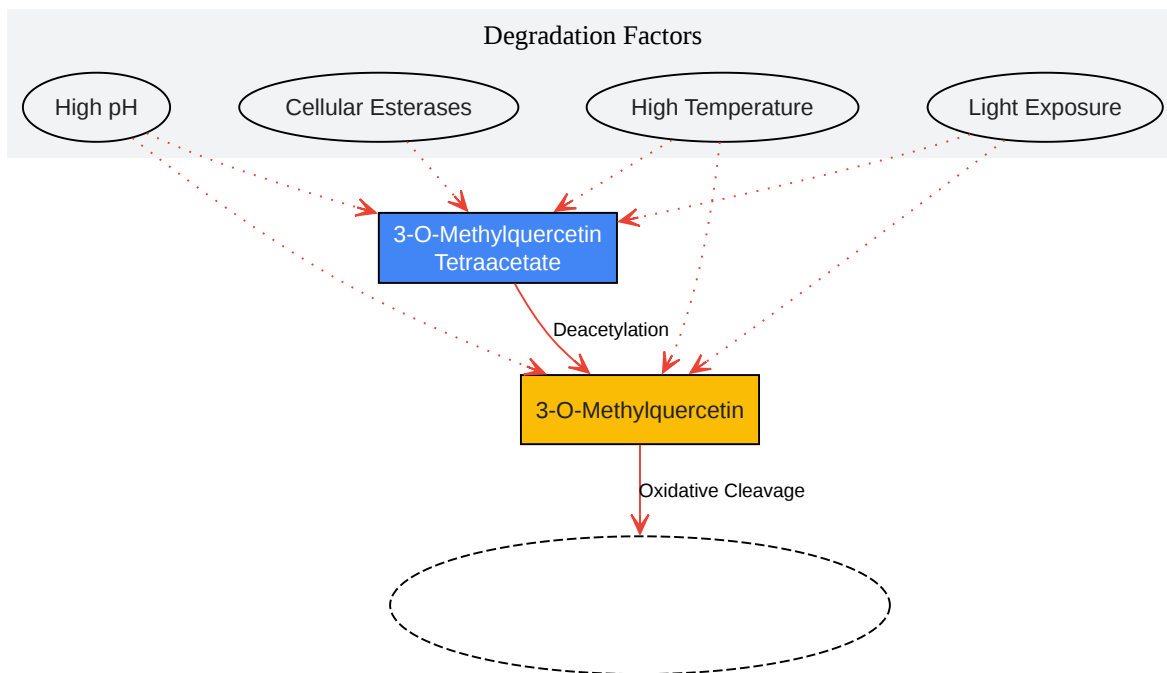 Degradation Factors
High pH
Cellular Esterases
High Temperature
Light Exposure
3-O-Methylquercetin
Tetraacetate
Deacetylation
3-O-Methylquercetin
Oxidative Cleavage